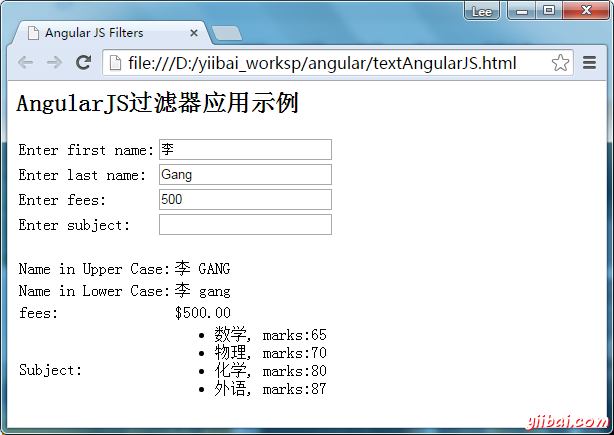 Lee
Angular JS Filters
file:///D:/yiibai_worksp/angular/textAngularJS.html
AngularJS过滤器应用示例
Enter first name: 李
Enter last name: Gang
Enter fees: 500
Enter subject:
Name in Upper Case: 李 GANG
Name in Lower Case: 李 gang
fees: $500.00
Subject:
数学, marks:65
物理, marks:70
化学, marks:80
外语, marks:87
yiibai.com